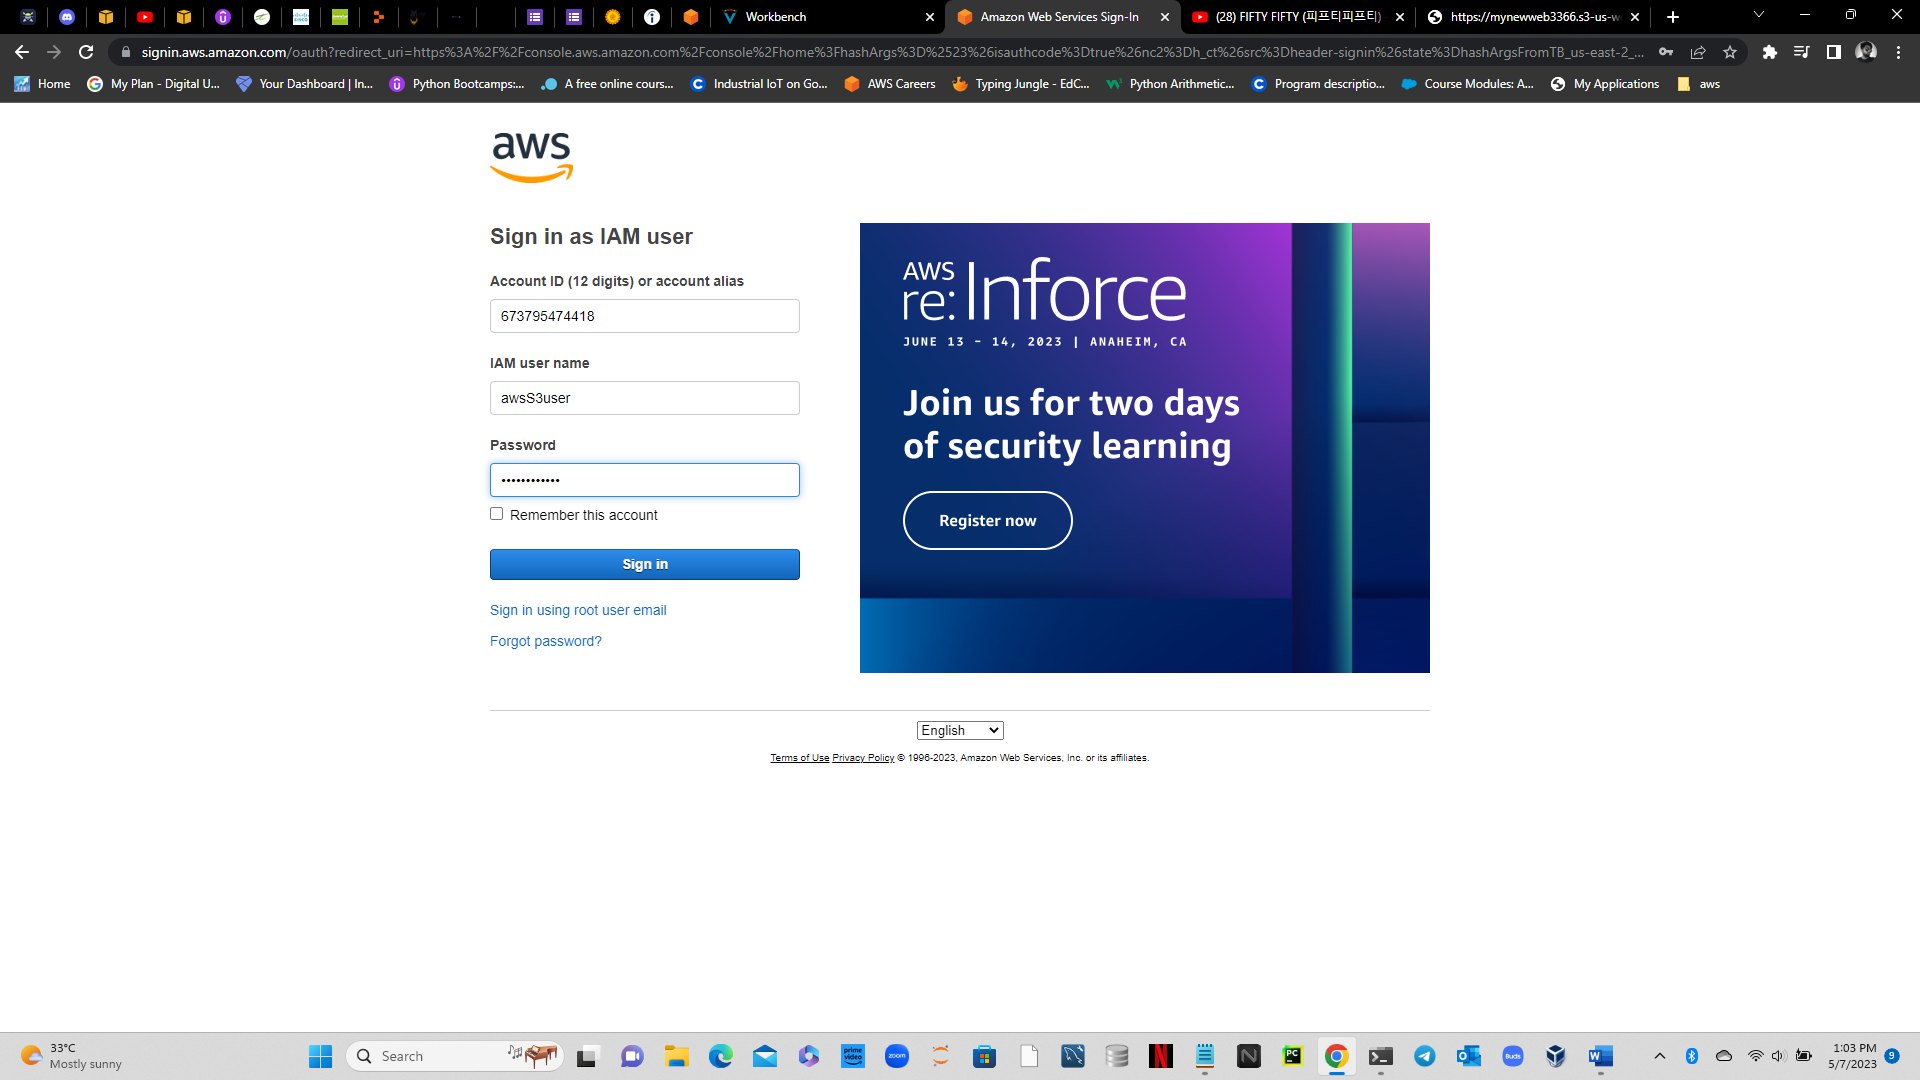 Workbench
Amazon Web Services Sign-In
(28) FIFTY FIFTY (피프티피프티)
https://mynewweb3366.s3-us-w
signin.aws.amazon.com/oauth?redirect_uri=https%3A%2F%2Fconsole.aws.amazon.com%2Fconsole%2Fhome%3FhashArgs%3D%2523%26isauthcode%3Dtrue%26nc2%3Dh_ct%26src%3Dheader-signin%26state%3DhashArgsFromTB_us-east-2_...
Home
My Plan - Digital U...
Your Dashboard | In...
Python Bootcamps:...
A free online cours...
Industrial IoT on Go...
AWS Careers
Typing Jungle - EdC...
Python Arithmetic...
Program descriptio...
Course Modules: A...
My Applications
aws
aws
Sign in as IAM user
Account ID (12 digits) or account alias
673795474418
IAM user name
awsS3user
Password
••••••••••••
Remember this account
Sign in
Sign in using root user email
Forgot password?
AWS
re:Inforce
JUNE 13 - 14, 2023 | ANAHEIM, CA
Join us for two days
of security learning
Register now
English
Terms of Use Privacy Policy © 1996-2023, Amazon Web Services, Inc. or its affiliates.
33°C
Mostly sunny
Search
prime video
zoom
PC
Buds
1:03 PM
5/7/2023
9